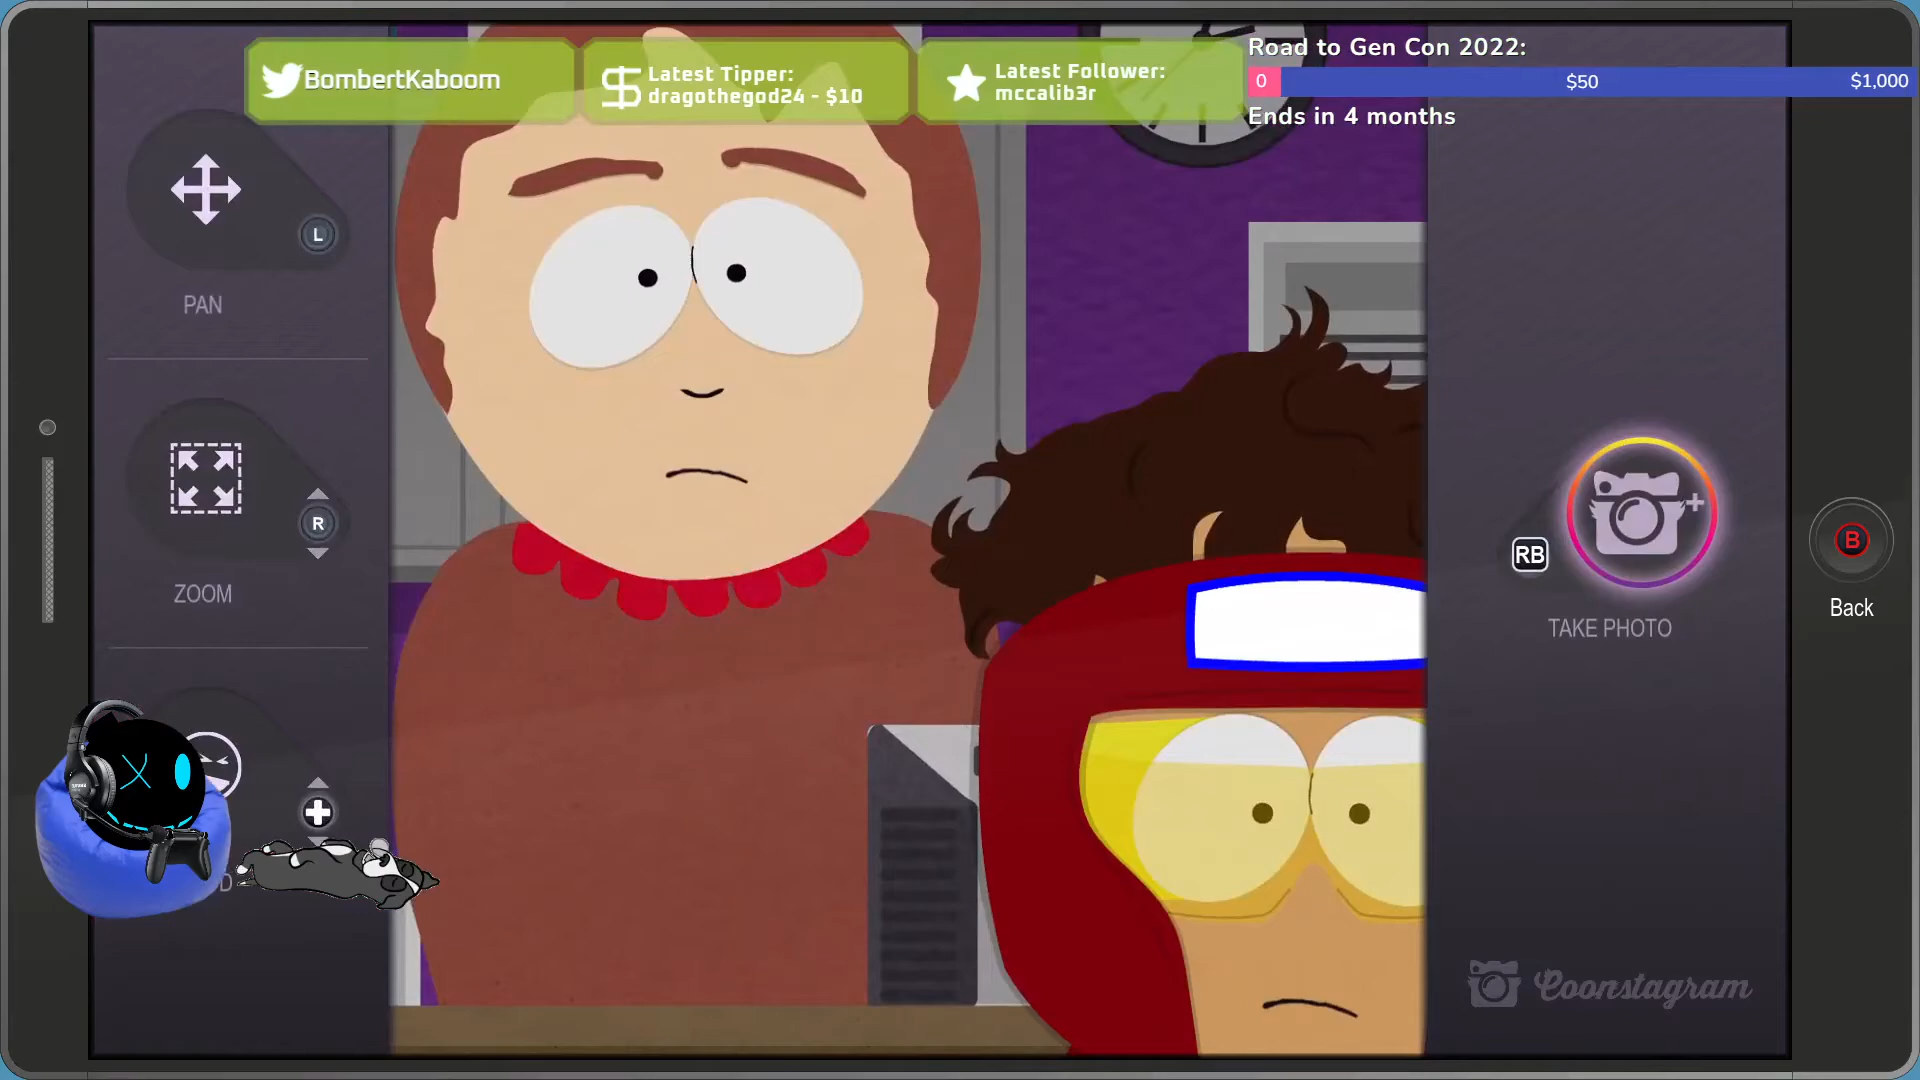 BombertKaboom
Latest Tipper:
dragothegod24 - $10
Latest Follower:
mccalib3r
Road to Gen Con 2022:
0
$50
$1,000
Ends in 4 months
L
PAN
R
ZOOM
RB
TAKE PHOTO
B
Back
Coonstagram